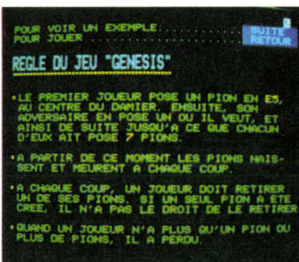 POUR VOIR UN EXEMPLE................ SUITE
POUR JOUER.......................... RETOUR
REGLE DU JEU "GENESIS"
•LE PREMIER JOUEUR POSE UN PION EN E5,
AU CENTRE DU DAMIER, ENSUITE, SON
ADVERSAIRE EN POSE UN OU IL VEUT, ET
AINSI DE SUITE JUSQU'A CE QUE CHACUN
D'EUX AIT POSE 7 PIONS.
•A PARTIR DE CE MOMENT LES PIONS NAIS-
SENT ET MEURENT A CHAQUE COUP.
•A CHAQUE COUP, UN JOUEUR DOIT RETIRER
UN DE SES PIONS. SI UN SEUL PION A ETE
CREE, IL N'A PAS LE DROIT DE LE RETIRER
•QUAND UN JOUEUR N'A PLUS QU'UN PION OU
PLUS DE PIONS, IL A PERDU.